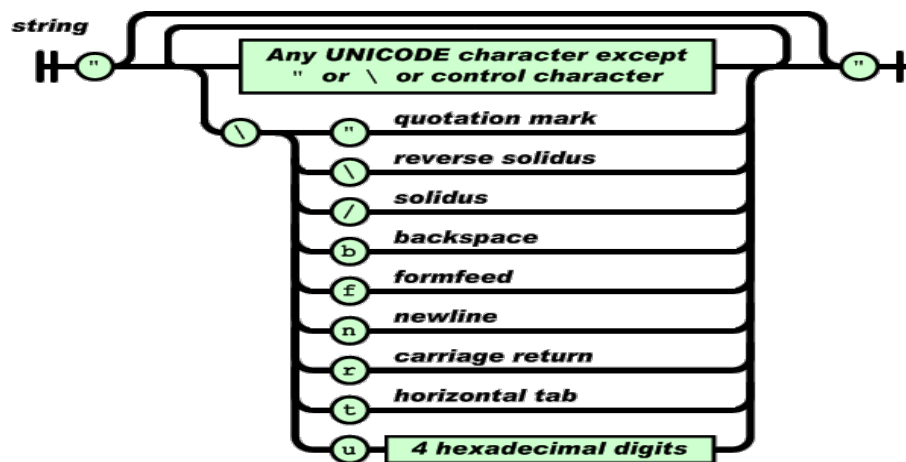 string
" Any UNICODE character except "
" or \ or control character
\ " quotation mark
\ reverse solidus
/ solidus
b backspace
f formfeed
n newline
r carriage return
t horizontal tab
u 4 hexadecimal digits